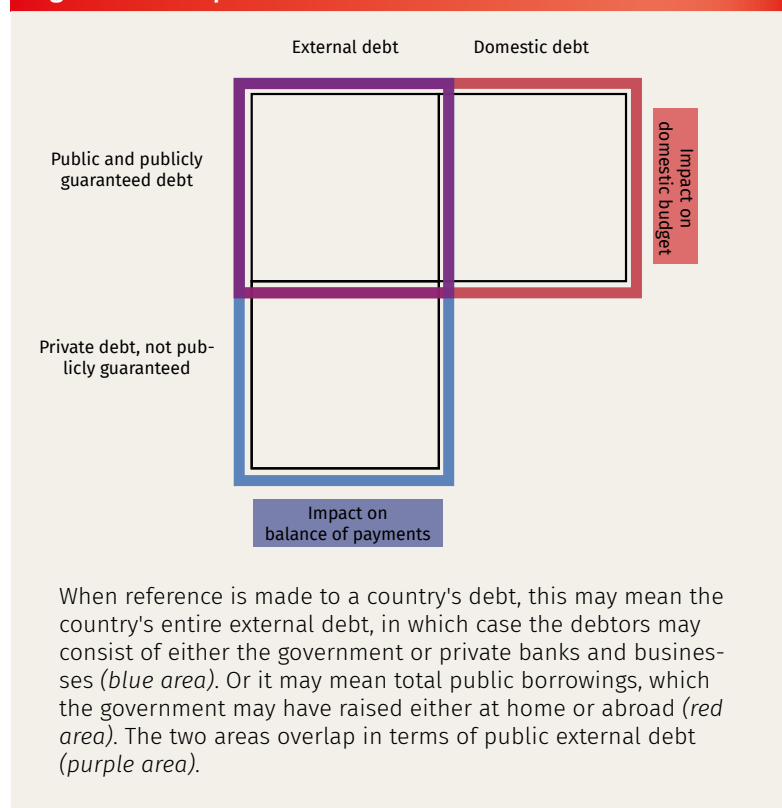 External debt
Domestic debt
Public and publicly
guaranteed debt
Impact on
domestic budget
Private debt, not pub-
licly guaranteed
Impact on
balance of payments
When reference is made to a country's debt, this may mean the
country's entire external debt, in which case the debtors may
consist of either the government or private banks and busines-
ses (blue area). Or it may mean total public borrowings, which
the government may have raised either at home or abroad (red
area). The two areas overlap in terms of public external debt
(purple area).